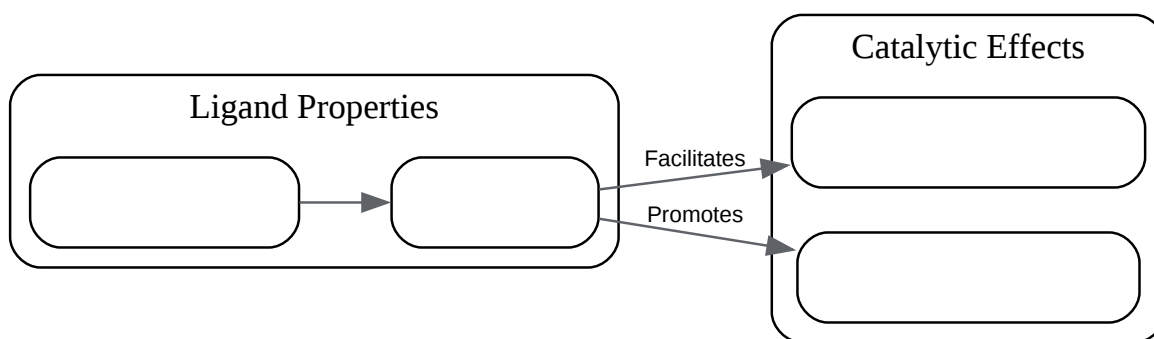 Catalytic Effects
Ligand Properties
Facilitates
Promotes